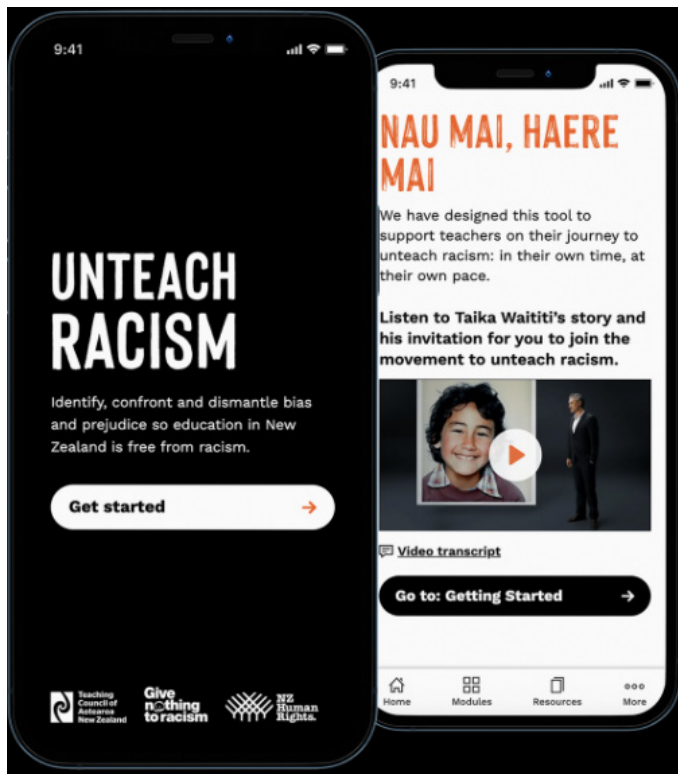 9:41
UNTEACH
RACISM
Identify, confront and dismantle bias
and prejudice so education in New
Zealand is free from racism.
Get started
Teaching
Council of
Aotearoa
New Zealand
Give
nothing
to racism
NZ
Human
Rights.
9:41
NAU MAI, HAERE
MAI
We have designed this tool to
support teachers on their journey to
unteach racism: in their own time, at
their own pace.
Listen to Taika Waititi's story and
his invitation for you to join the
movement to unteach racism.
Video transcript
Go to: Getting Started
Home
Modules
Resources
More